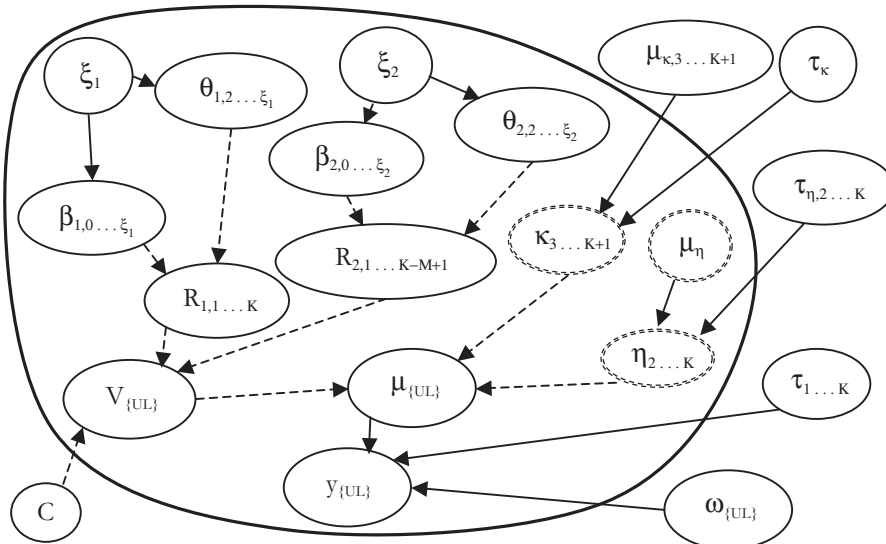 ξ₁
ξ₂
μκ,3 . . . K+1
τκ
θ1,2 . . . ξ₁
θ2,2 . . . ξ₂
β2,0 . . . ξ₂
β1,0 . . . ξ₁
τη,2 . . . K
κ3 . . . K+1
μη
R2,1 . . . K–M+1
R1,1 . . . K
η2 . . . K
V{UL}
μ{UL}
τ1 . . . K
y{UL}
C
ω{UL}